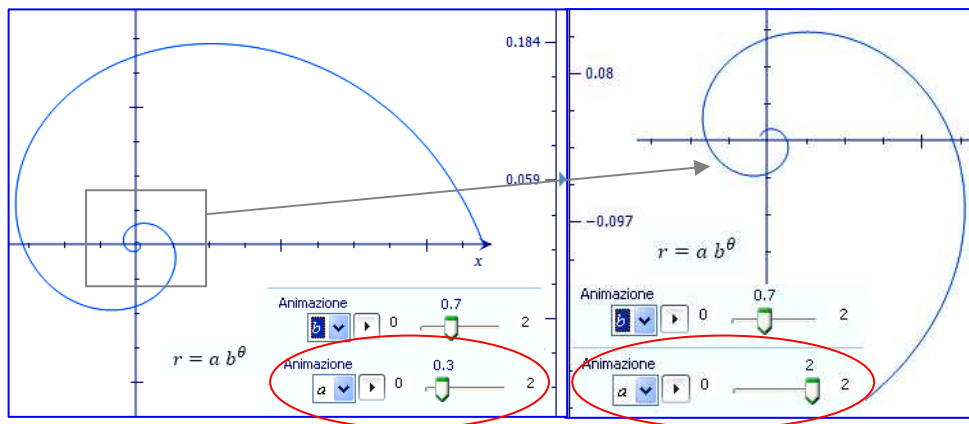 0.184
0.059
x
r = a b^θ
Animazione
0.7
b
0
2
Animazione
0.3
a
0
2
0.08
−0.097
r = a b^θ
Animazione
0.7
b
0
2
Animazione
2
a
0
2